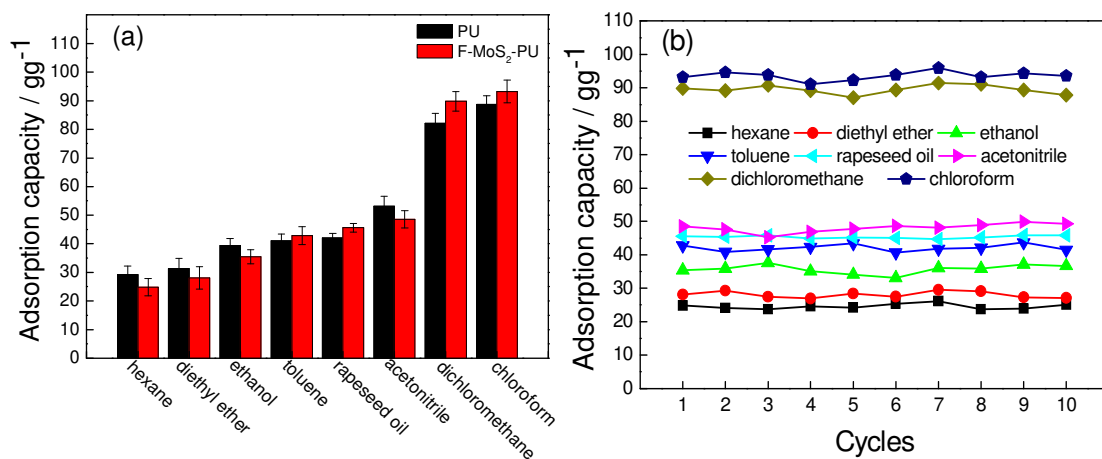 (a)
PU
F-MoS2-PU
Adsorption capacity / gg-1
110
100
90
80
70
60
50
40
30
20
10
0
hexane
diethyl ether
ethanol
toluene
rapeseed oil
acetonitrile
dichloromethane
chloroform
(b)
Adsorption capacity / gg-1
110
100
90
80
70
60
50
40
30
20
10
0
hexane diethyl ether ethanol
toluene rapeseed oil acetonitrile
dichloromethane chloroform
1 2 3 4 5 6 7 8 9 10
Cycles